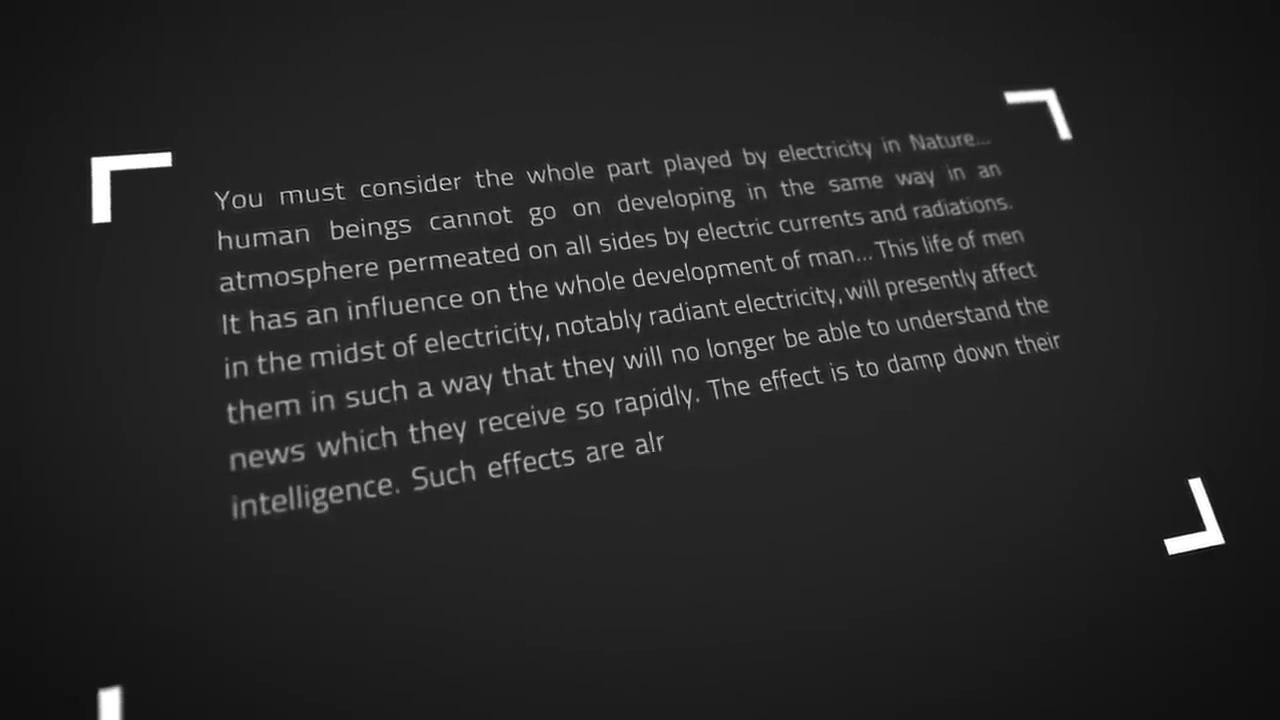 You must consider the whole part played by electricity in Nature...
human beings cannot go on developing in the same way in an
atmosphere permeated on all sides by electric currents and radiations.
It has an influence on the whole development of man... This life of men
in the midst of electricity, notably radiant electricity, will presently affect
them in such a way that they will no longer be able to understand the
news which they receive so rapidly. The effect is to damp down their
intelligence. Such effects are alr